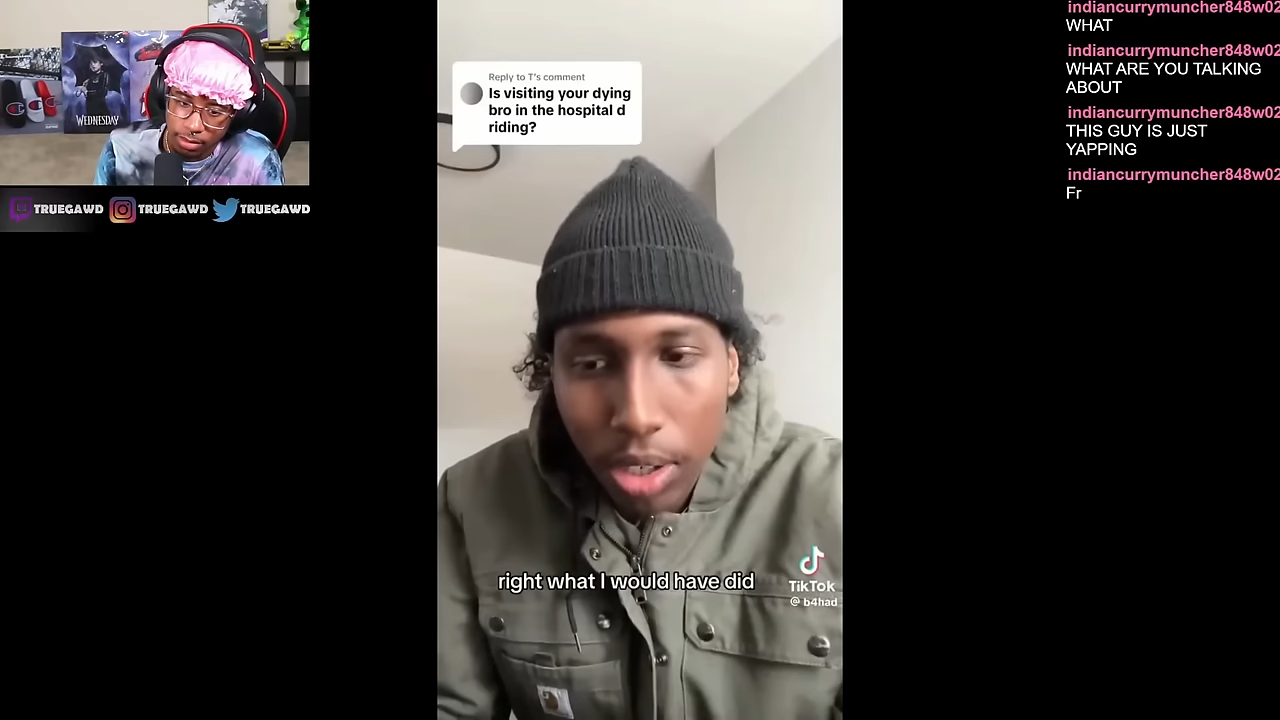 WEDNESDAY
TRUEGAWD TRUEGAWD TRUEGAWD
Reply to T's comment
Is visiting your dying
bro in the hospital d
riding?
right what I would have did
TikTok
@ b4had
indiancurrymuncher848w02
WHAT
indiancurrymuncher848w02
WHAT ARE YOU TALKING
ABOUT
indiancurrymuncher848w02
THIS GUY IS JUST
YAPPING
indiancurrymuncher848w02
Fr